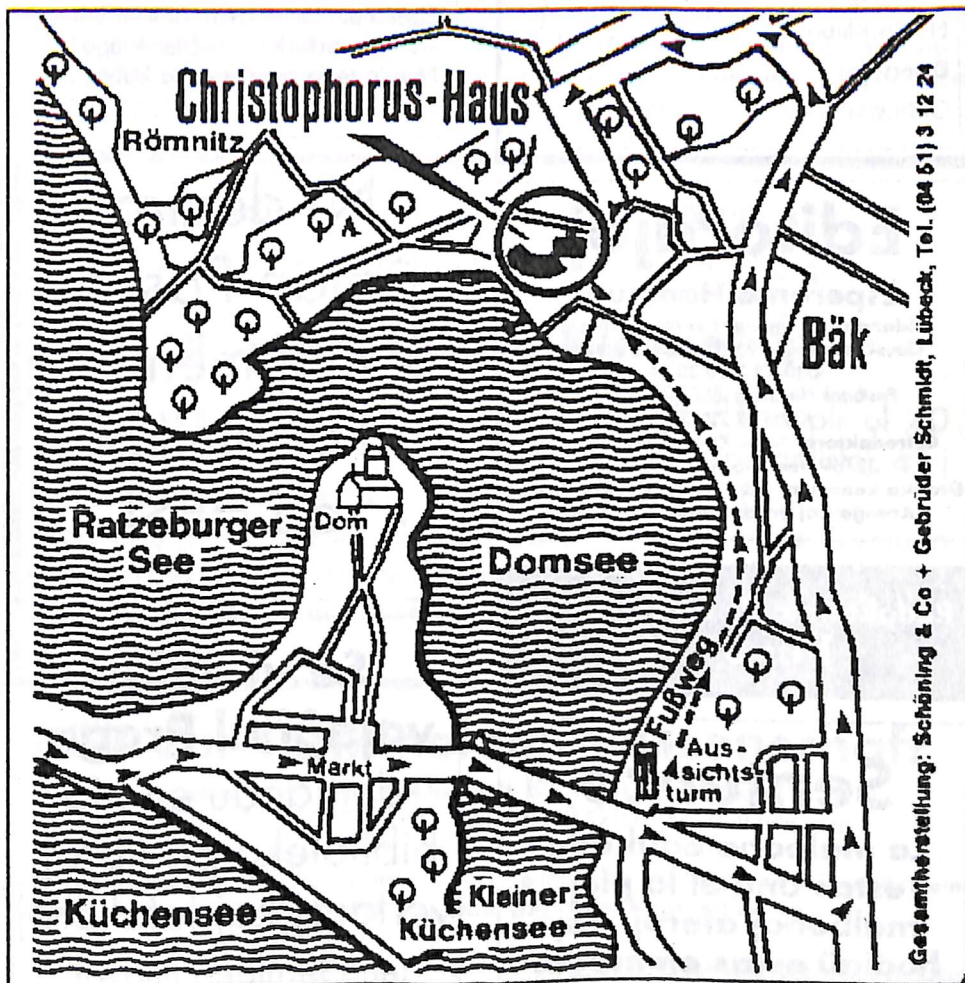 Christophorus-Haus
Römnitz
Bäk
Ratzeburger
See
Dom
Domsee
Fußweg
Aus-
sichts-
turm
Markt
Küchensee
Kleiner
Küchensee
Gesamtherstellung: Schöning & Co + Gebrüder Schmidt, Lübeck, Tel. (04 51) 3 12 24